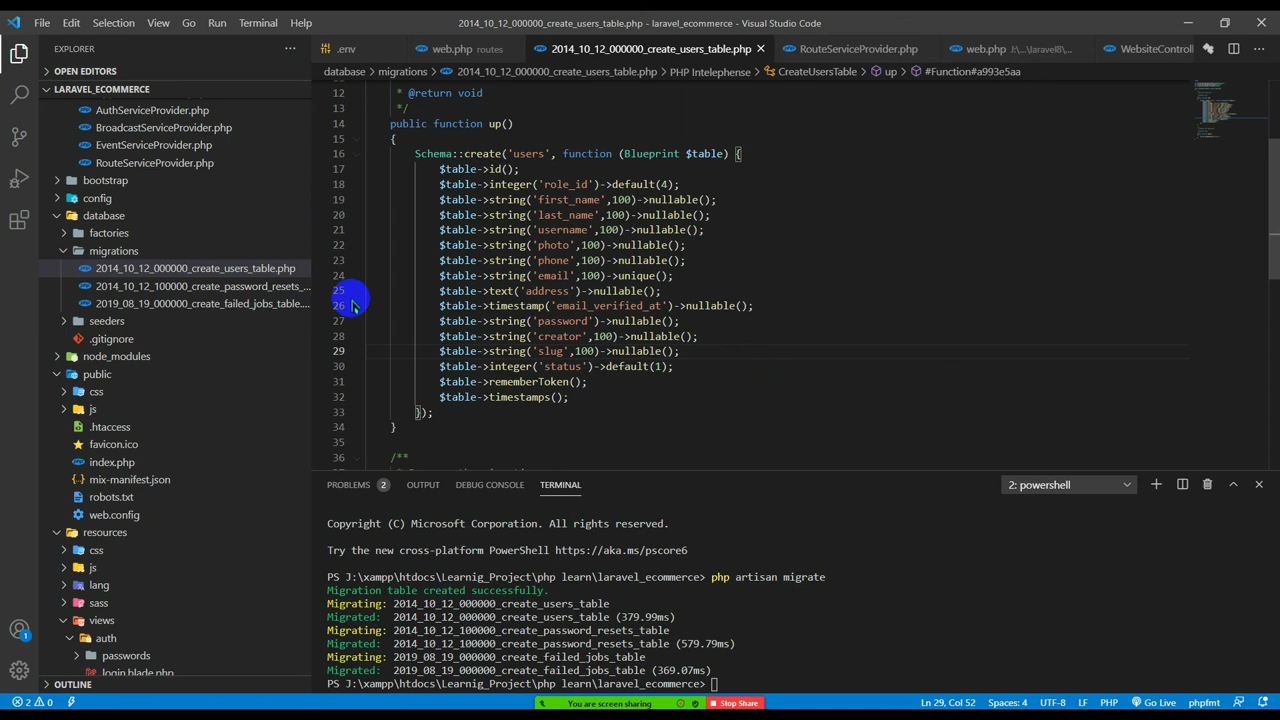 File Edit Selection View Go Run Terminal Help
2014_10_12_000000_create_users_table.php - laravel_ecommerce - Visual Studio Code
EXPLORER
.env
web.php routes
2014_10_12_000000_create_users_table.php
RouteServiceProvider.php
web.php J:\...\laravel8\...
WebsiteControll
OPEN EDITORS
database > migrations > 2014_10_12_000000_create_users_table.php > PHP Intelephense > CreateUsersTable > up > #Function#a993e5aa
LARAVEL_ECOMMERCE
AuthServiceProvider.php
BroadcastServiceProvider.php
EventServiceProvider.php
RouteServiceProvider.php
bootstrap
config
database
factories
migrations
2014_10_12_000000_create_users_table.php
2014_10_12_100000_create_password_resets_...
2019_08_19_000000_create_failed_jobs_table....
seeders
.gitignore
node_modules
public
css
js
.htaccess
favicon.ico
index.php
mix-manifest.json
robots.txt
web.config
resources
css
js
lang
sass
views
auth
passwords
login.blade.php
OUTLINE
12 * @return void
13 */
14 public function up()
15 {
16 Schema::create('users', function (Blueprint $table) {
17 $table->id();
18 $table->integer('role_id')->default(4);
19 $table->string('first_name',100)->nullable();
20 $table->string('last_name',100)->nullable();
21 $table->string('username',100)->nullable();
22 $table->string('photo',100)->nullable();
23 $table->string('phone',100)->nullable();
24 $table->string('email',100)->unique();
25 $table->text('address')->nullable();
26 $table->timestamp('email_verified_at')->nullable();
27 $table->string('password')->nullable();
28 $table->string('creator',100)->nullable();
29 $table->string('slug',100)->nullable();
30 $table->integer('status')->default(1);
31 $table->rememberToken();
32 $table->timestamps();
33 });
34 }
35
36 /**
PROBLEMS 2 OUTPUT DEBUG CONSOLE TERMINAL 2: powershell
Copyright (C) Microsoft Corporation. All rights reserved.
Try the new cross-platform PowerShell https://aka.ms/pscore6
PS J:\xampp\htdocs\Learnig_Project\php learn\laravel_ecommerce> php artisan migrate
Migration table created successfully.
Migrating: 2014_10_12_000000_create_users_table
Migrated: 2014_10_12_000000_create_users_table (379.99ms)
Migrating: 2014_10_12_100000_create_password_resets_table
Migrated: 2014_10_12_100000_create_password_resets_table (579.79ms)
Migrating: 2019_08_19_000000_create_failed_jobs_table
Migrated: 2019_08_19_000000_create_failed_jobs_table (369.07ms)
PS J:\xampp\htdocs\Learnig_Project\php learn\laravel_ecommerce>
1
2 0
You are screen sharing Stop Share
Ln 29, Col 52 Spaces: 4 UTF-8 LF PHP Go Live phpfmt